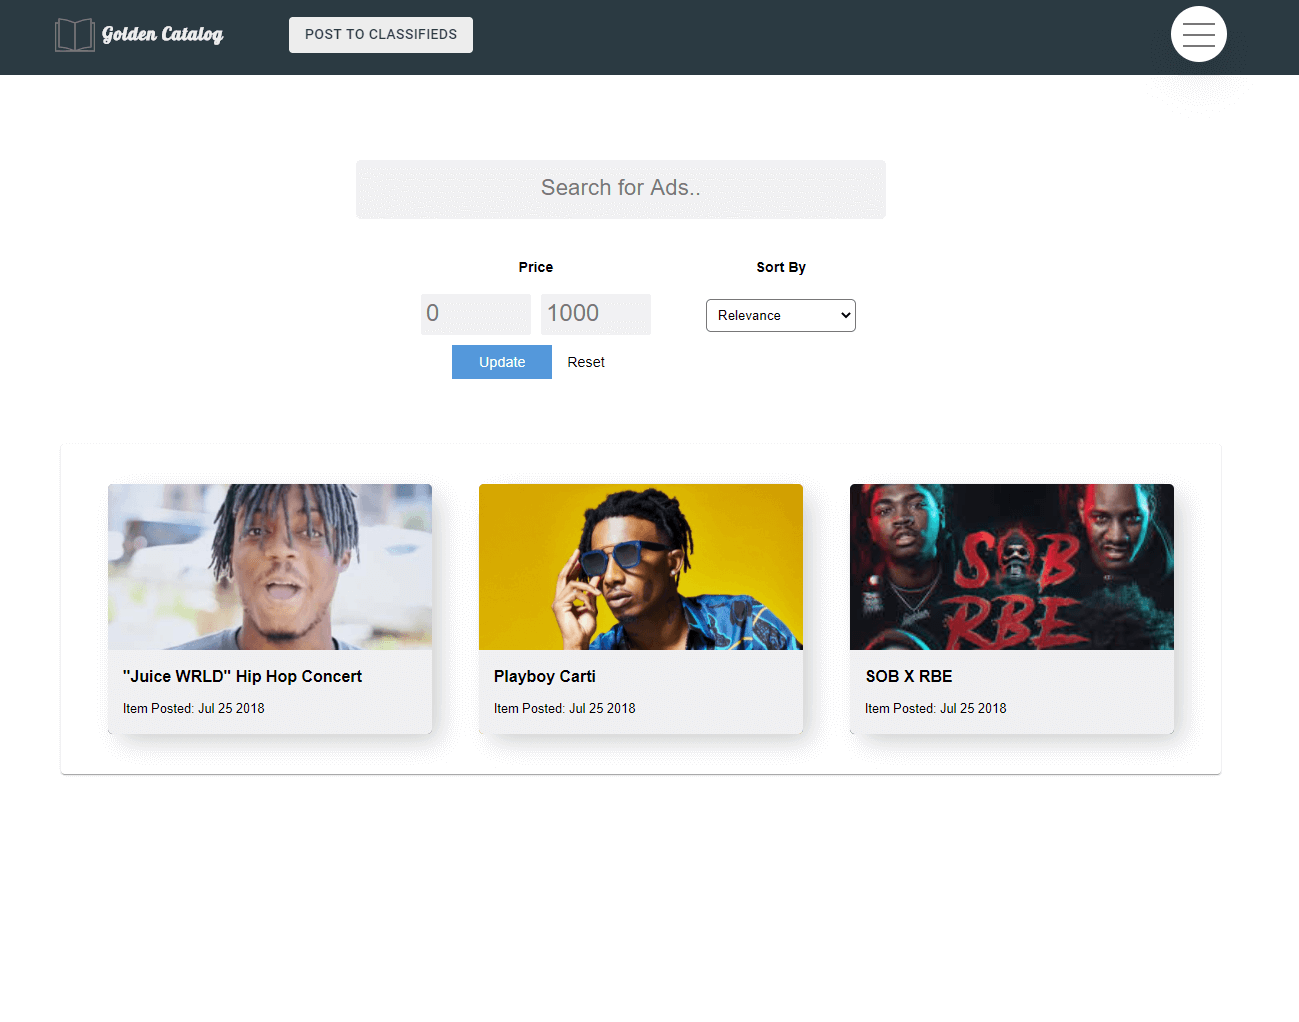 Golden Catalog
POST TO CLASSIFIEDS
Search for Ads..
Price
Sort By
0
1000
Relevance
Update
Reset
SOB
RBE
"Juice WRLD" Hip Hop Concert
Playboy Carti
SOB X RBE
Item Posted: Jul 25 2018
Item Posted: Jul 25 2018
Item Posted: Jul 25 2018